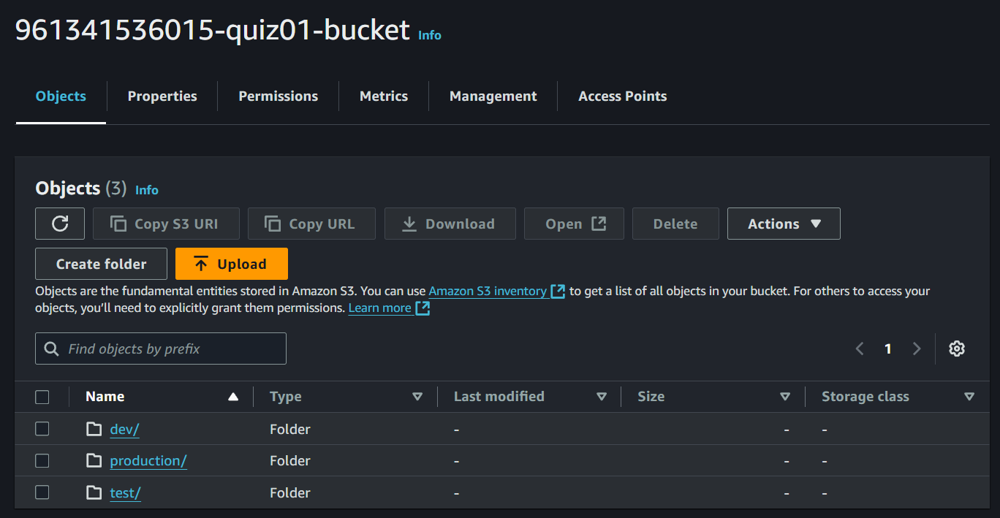 961341536015-quiz01-bucket Info
Objects Properties Permissions Metrics Management Access Points
Objects (3) Info
Copy S3 URI Copy URL Download Open Delete Actions
Create folder Upload
Objects are the fundamental entities stored in Amazon S3. You can use Amazon S3 inventory to get a list of all objects in your bucket. For others to access your
objects, you'll need to explicitly grant them permissions. Learn more
Find objects by prefix 1
Name Type Last modified Size Storage class
dev/ Folder - - -
production/ Folder - - -
test/ Folder - - -